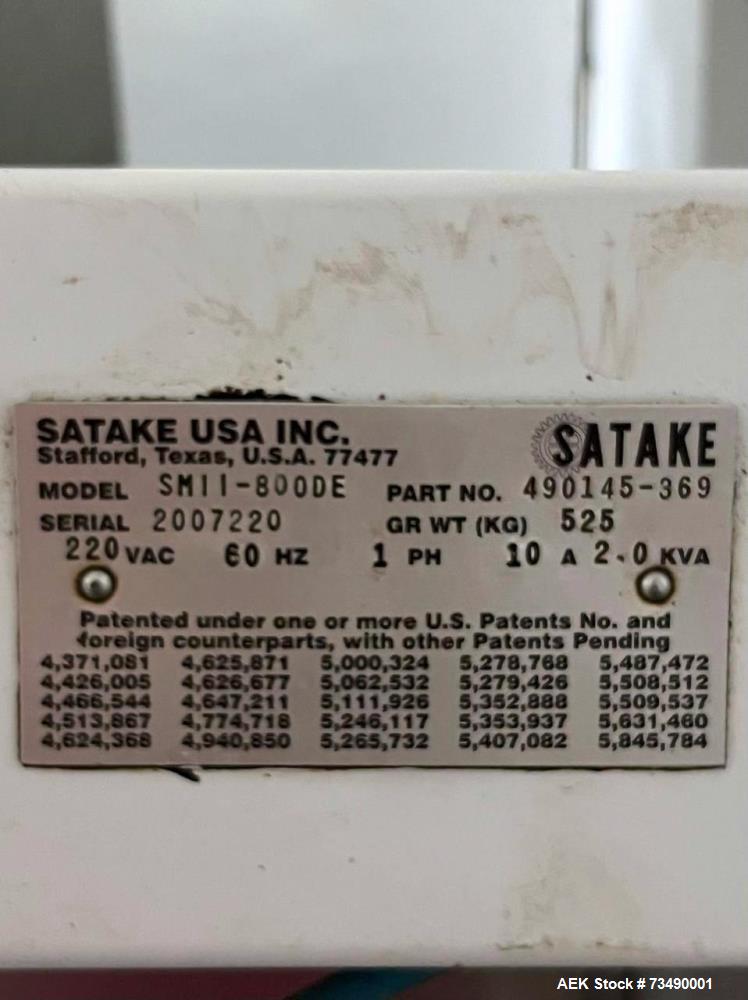 SATAKE USA INC.
Stafford, Texas, U.S.A. 77477
SATAKE
MODEL SM11-800DE PART NO. 490145-369
SERIAL 2007220 GR WT (KG) 525
220 VAC 60 HZ 1 PH 10 A 2.0 KVA
Patented under one or more U.S. Patents No. and
foreign counterparts, with other Patents Pending
4,371,081 4,625,871 5,000,324 5,278,768 5,487,472
4,426,005 4,626,677 5,062,532 5,279,426 5,508,512
4,466,544 4,647,211 5,111,926 5,352,888 5,509,537
4,513,867 4,774,718 5,246,117 5,353,937 5,631,460
4,624,368 4,940,850 5,265,732 5,407,082 5,845,784
AEK Stock # 73490001